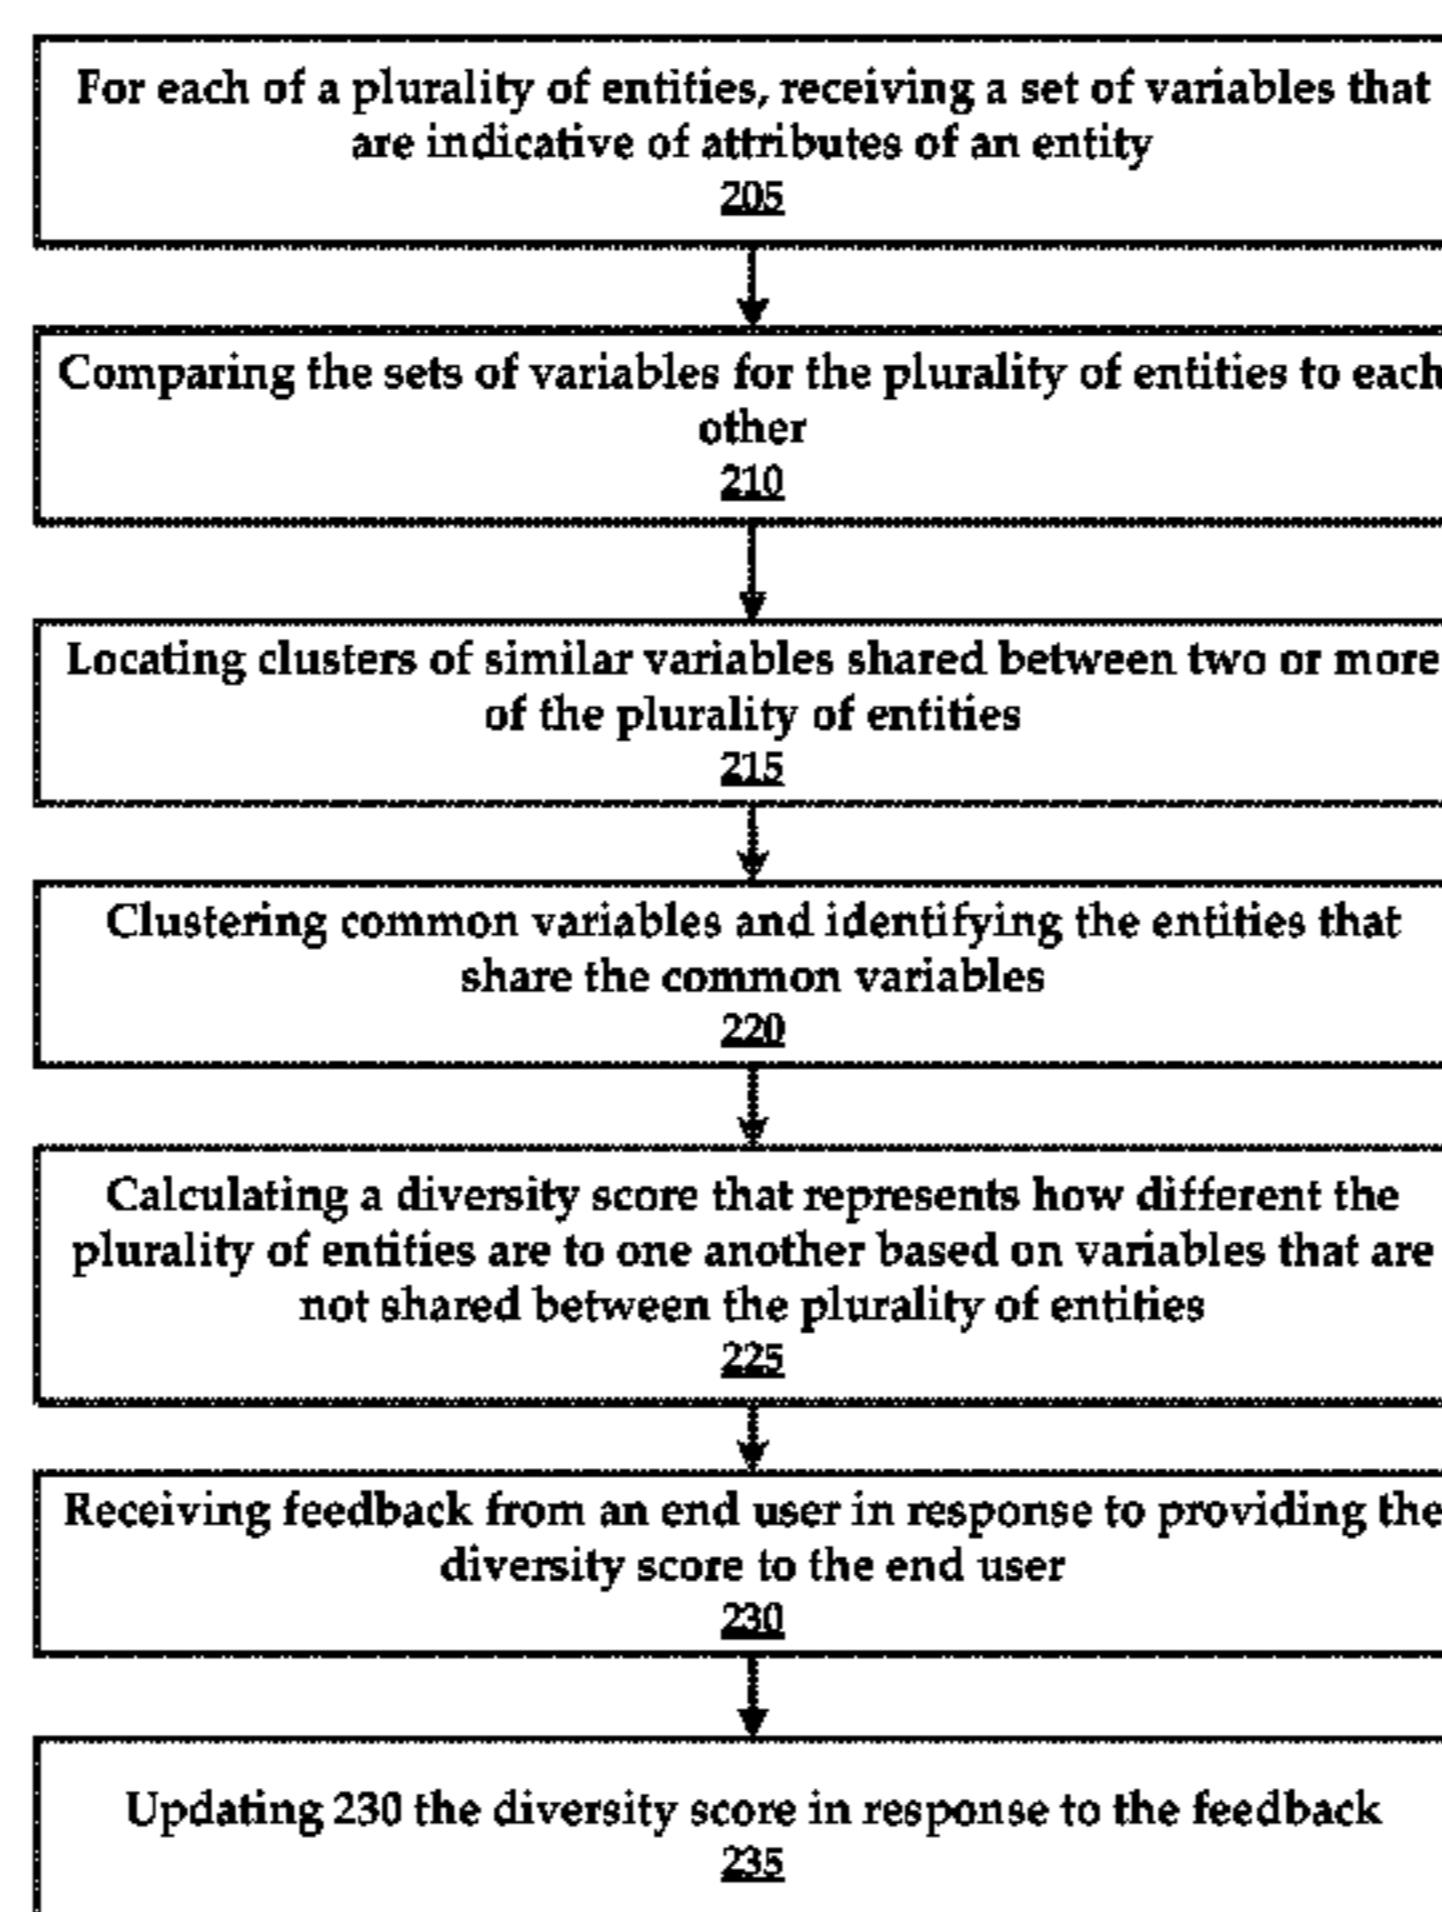 For each of a plurality of entities, receiving a set of variables that
are indicative of attributes of an entity
205
Comparing the sets of variables for the plurality of entities to each
other
210
Locating clusters of similar variables shared between two or more
of the plurality of entities
215
Clustering common variables and identifying the entities that
share the common variables
220
Calculating a diversity score that represents how different the
plurality of entities are to one another based on variables that are
not shared between the plurality of entities
225
Receiving feedback from an end user in response to providing the
diversity score to the end user
230
Updating 230 the diversity score in response to the feedback
235